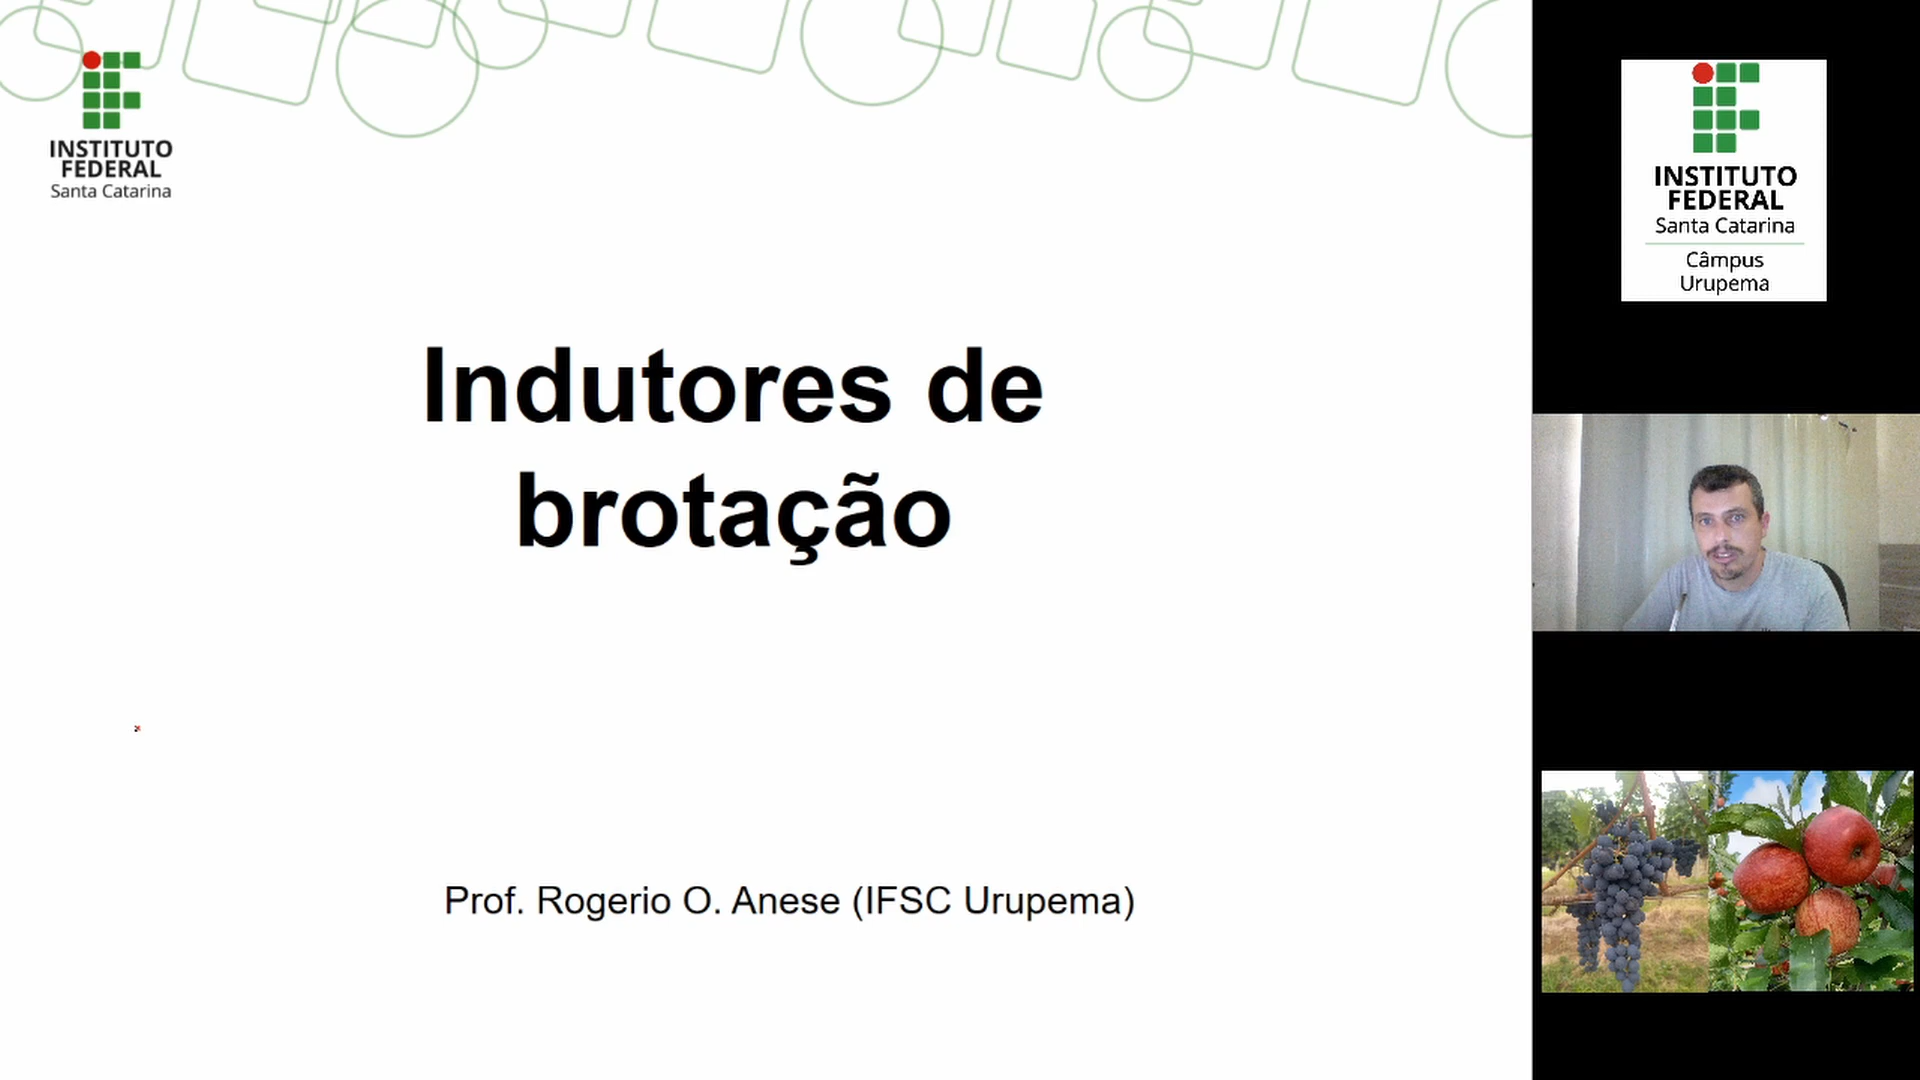 INSTITUTO
FEDERAL
Santa Catarina
Indutores de
brotação
Prof. Rogerio O. Anese (IFSC Urupema)
INSTITUTO
FEDERAL
Santa Catarina
Câmpus
Urupema